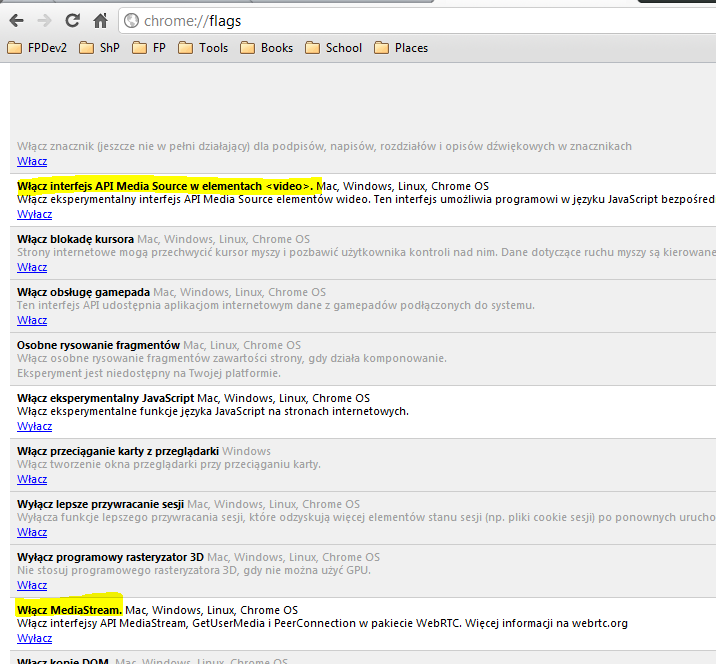 chrome://flags
FPDev2 ShP FP Tools Books School Places
Włącz znacznik (jeszcze nie w pełni działający) dla podpisów, napisów, rozdziałów i opisów dźwiękowych w znacznikach
Włącz
Włącz interfejs API Media Source w elementach <video>. Mac, Windows, Linux, Chrome OS
Włącz eksperymentalny interfejs API Media Source elementów wideo. Ten interfejs umożliwia programowi w języku JavaScript bezpośred
Wyłacz
Włącz blokadę kursora Mac, Windows, Linux, Chrome OS
Strony internetowe mogą przechwycić kursor myszy i pozbawić użytkownika kontroli nad nim. Dane dotyczące ruchu myszy są kierowane
Włacz
Włącz obsługę gamepada Mac, Windows, Linux, Chrome OS
Ten interfejs API udostępnia aplikacjom internetowym dane z gamepadów podłączonych do systemu.
Włacz
Osobne rysowanie fragmentów Mac, Windows, Linux, Chrome OS
Włącz osobne rysowanie fragmentów zawartości strony, gdy działa komponowanie.
Eksperyment jest niedostępny na Twojej platformie.
Włącz eksperymentalny JavaScript Mac, Windows, Linux, Chrome OS
Włącz eksperymentalne funkcje języka JavaScript na stronach internetowych.
Wyłacz
Włącz przeciąganie karty z przeglądarki Windows
Włącz tworzenie okna przeglądarki przy przeciąganiu karty.
Włacz
Wyłącz lepsze przywracanie sesji Mac, Windows, Linux, Chrome OS
Wyłącza funkcje lepszego przywracania sesji, które odzyskują więcej elementów stanu sesji (np. pliki cookie sesji) po ponownych urucho
Włacz
Wyłącz programowy rasteryzator 3D Mac, Windows, Linux, Chrome OS
Nie stosuj programowego rasteryzatora 3D, gdy nie można użyć GPU.
Włacz
Włącz MediaStream. Mac, Windows, Linux, Chrome OS
Włącz interfejsy API MediaStream, GetUserMedia i PeerConnection w pakiecie WebRTC. Więcej informacji na webrtc.org
Wyłacz
Włącz kopie DOM Mac, Windows, Linux, Chrome OS